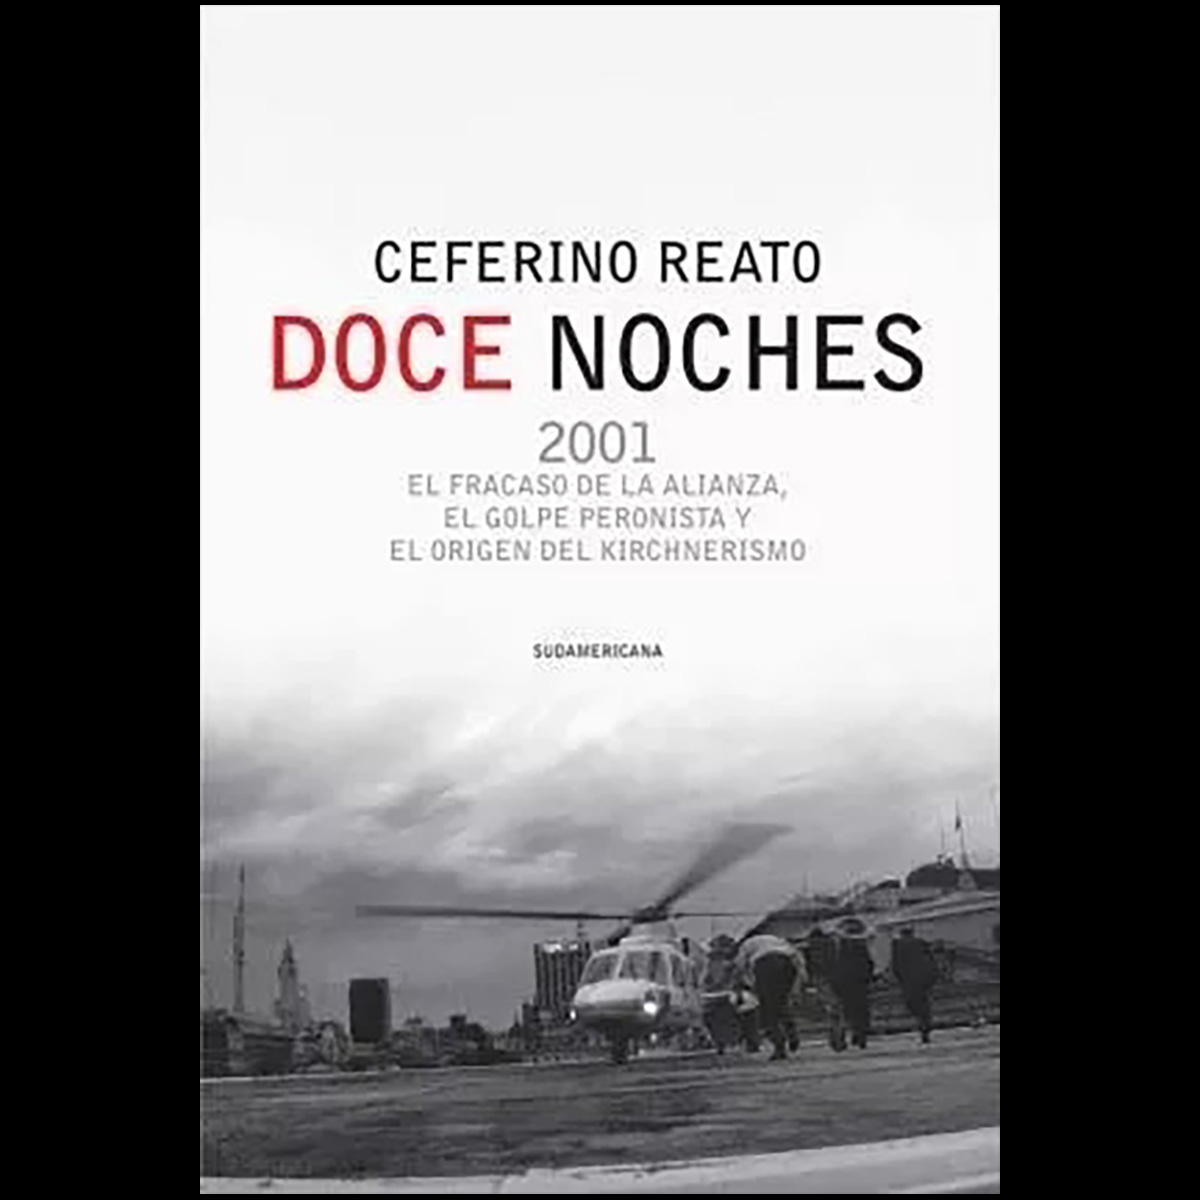 CEFERINO REATO
DOCE NOCHES
2001
EL FRACASO DE LA ALIANZA,
EL GOLPE PERONISTA Y
EL ORIGEN DEL KIRCHNERISMO
SUDAMERICANA